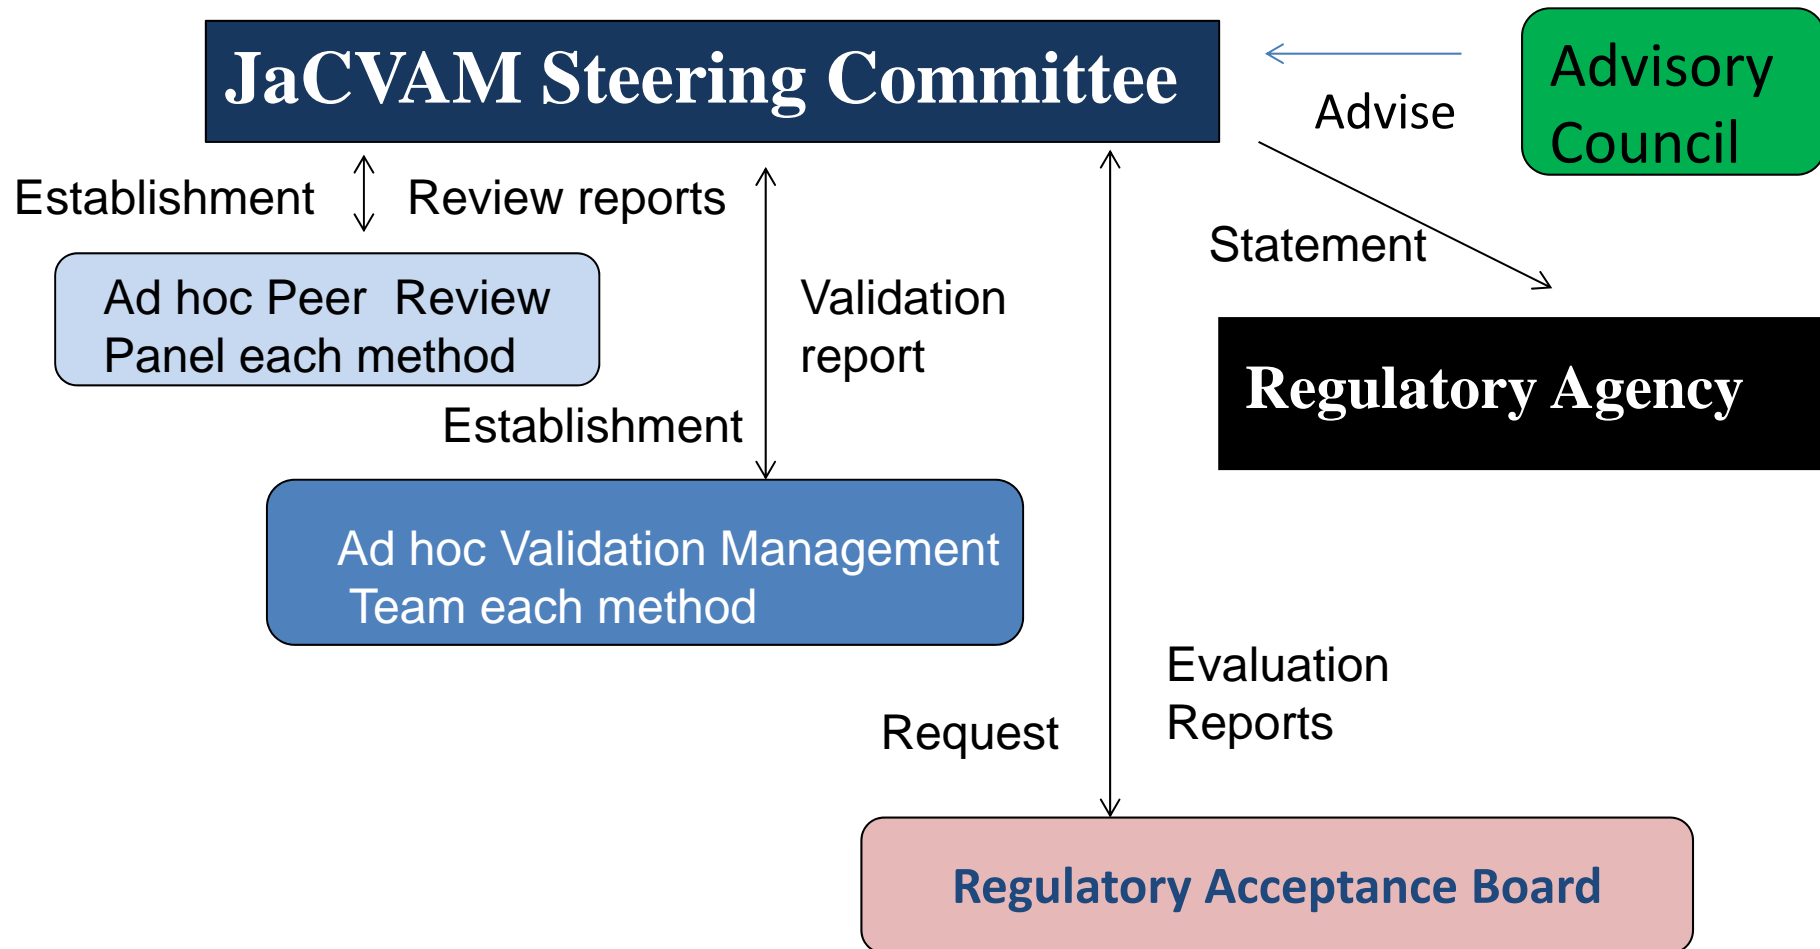 JaCVAM Steering Committee
Advisory
Council
Advise
Establishment
Review reports
Statement
Ad hoc Peer  Review
Panel each method
Validation
report
Regulatory Agency
Establishment
Ad hoc Validation Management
Team each method
Evaluation
Reports
Request
Regulatory Acceptance Board